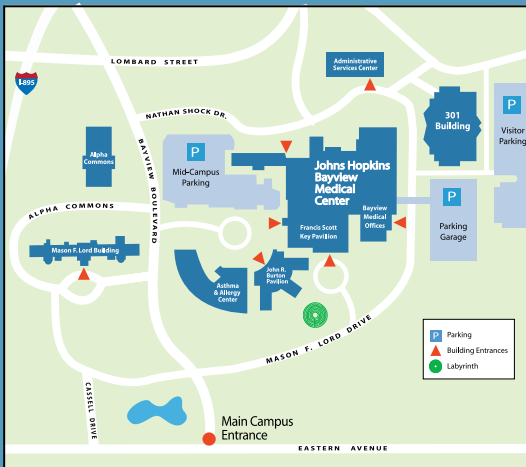 LOMBARD STREET
I-895
Administrative
Services Center
NATHAN SHOCK DR.
BAYVIEW BOULEVARD
P
Mid-Campus
Parking
Alpha
Commons
301
Building
P
Visitor
Parking
Johns Hopkins
Bayview
Medical
Center
Bayview
Medical
Offices
Francis Scott
Key Pavilion
P
Parking
Garage
ALPHA COMMONS
Mason F. Lord Building
Asthma
& Allergy
Center
John R.
Burton
Pavilion
MASON F. LORD DRIVE
P Parking
Building Entrances
Labyrinth
CASSELL DRIVE
Main Campus
Entrance
EASTERN AVENUE